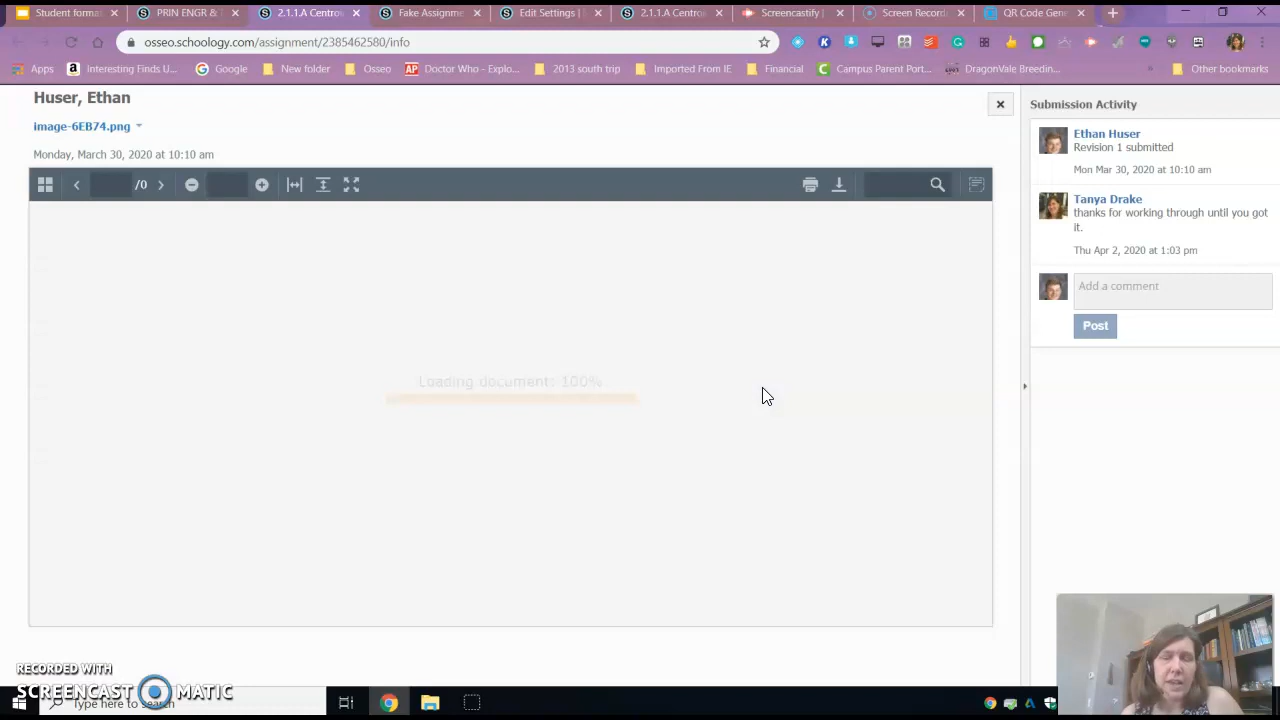 Student forma
PRIN ENGR &
2.1.1.A Centro
Fake Assignme
Edit Settings |
2.1.1.A Centro
Screencastify |
Screen Record
QR Code Gen
osseo.schoology.com/assignment/2385462580/info
Apps
Interesting Finds U...
Google
New folder
Osseo
AP Doctor Who - Explo...
2013 south trip
Imported From IE
Financial
Campus Parent Port...
DragonVale Breedin...
Other bookmarks
Huser, Ethan
image-6EB74.png
Monday, March 30, 2020 at 10:10 am
/0
Loading document: 100%
Submission Activity
Ethan Huser
Revision 1 submitted
Mon Mar 30, 2020 at 10:10 am
Tanya Drake
thanks for working through until you got
it.
Thu Apr 2, 2020 at 1:03 pm
Add a comment
Post
RECORDED WITH
SCREENCAST MATIC
Type here to search